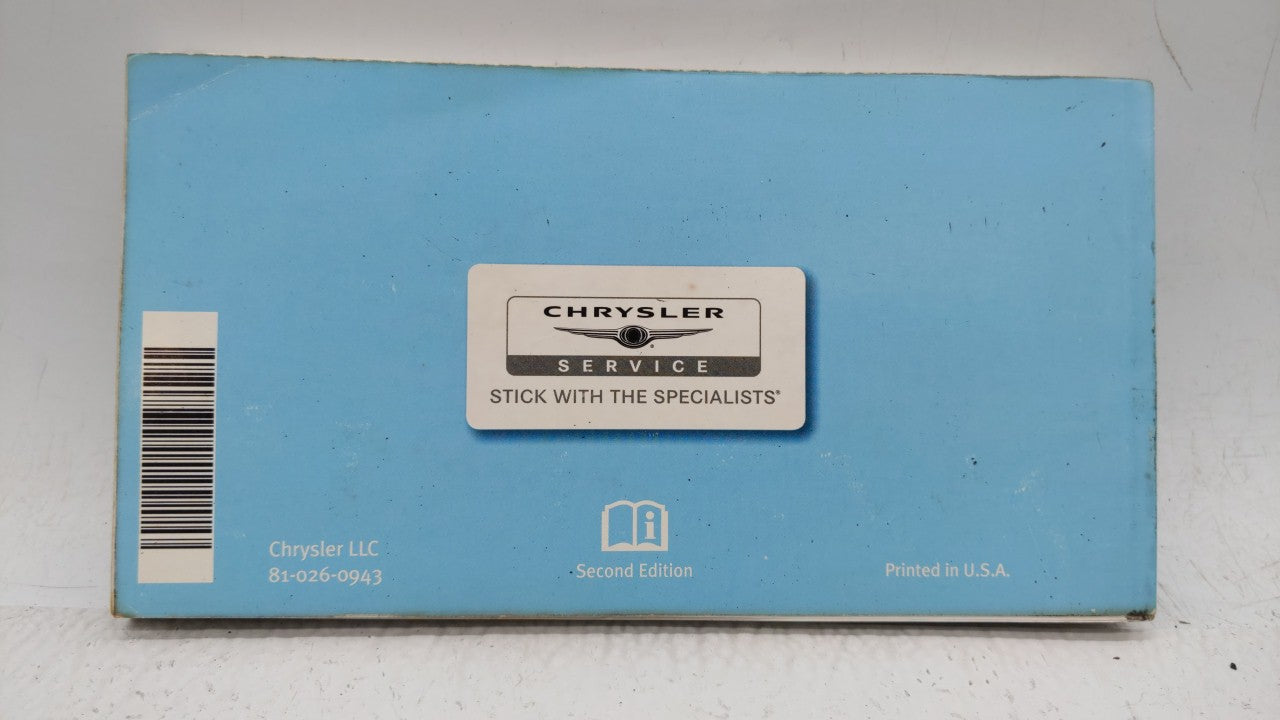 CHRYSLER
SERVICE
STICK WITH THE SPECIALISTS®
Chrysler LLC
81-026-0943
i
Second Edition
Printed in U.S.A.